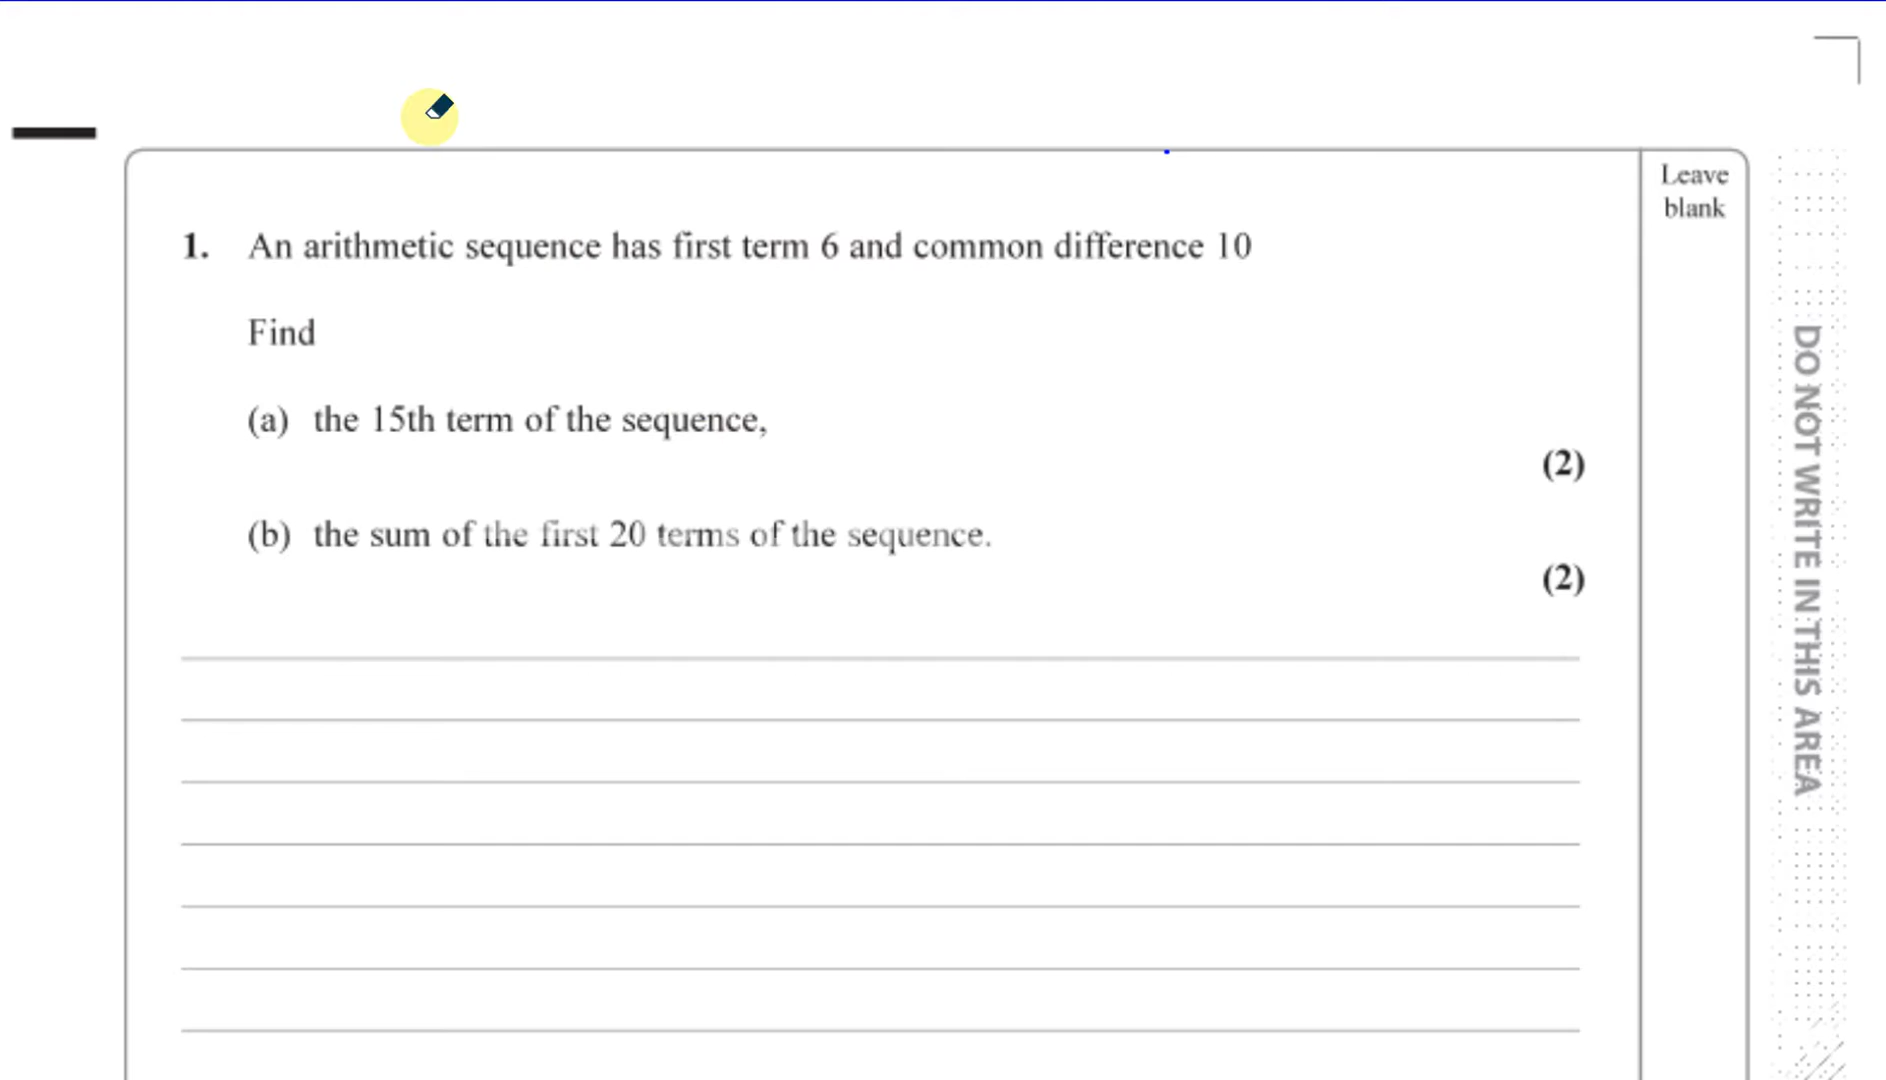 Leave
blank
1. An arithmetic sequence has first term 6 and common difference 10
Find
(a) the 15th term of the sequence,
(2)
(b) the sum of the first 20 terms of the sequence.
(2)
DO NOT WRITE IN THIS AREA